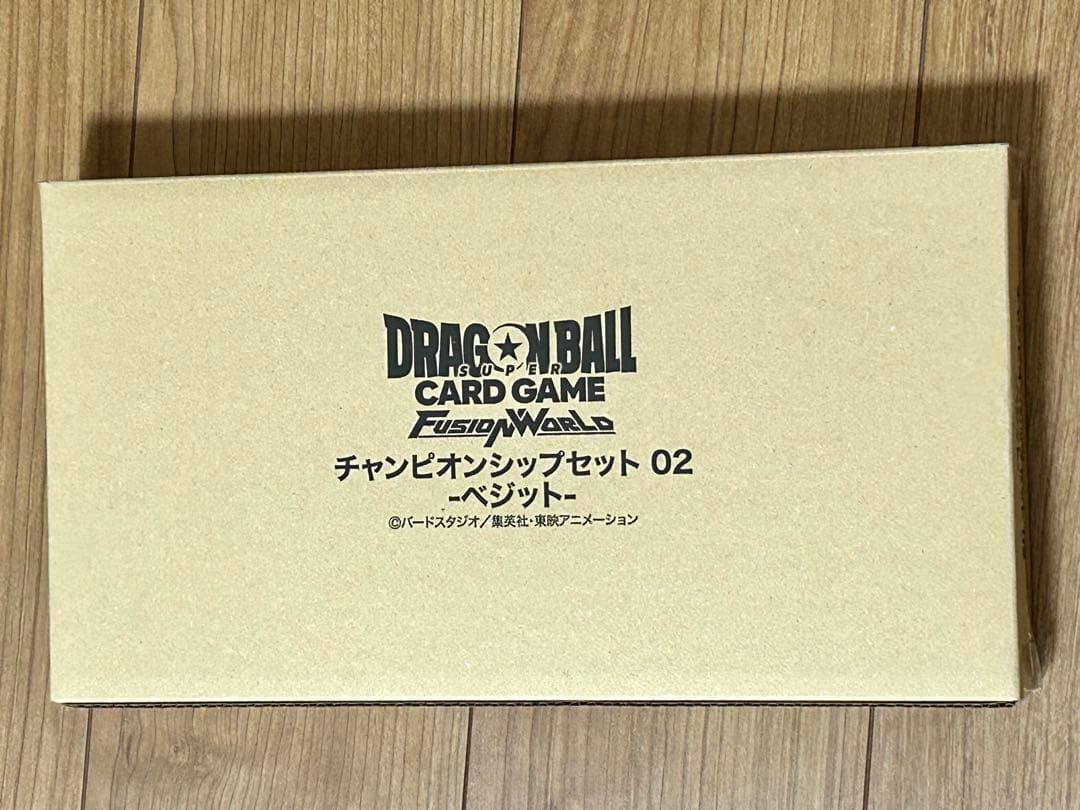 DRAGON BALL
SUPER
CARD GAME
FUSION WORLD
チャンピオンシップセット 02
-ベジット-
©バードスタジオ/集英社・東映アニメーション